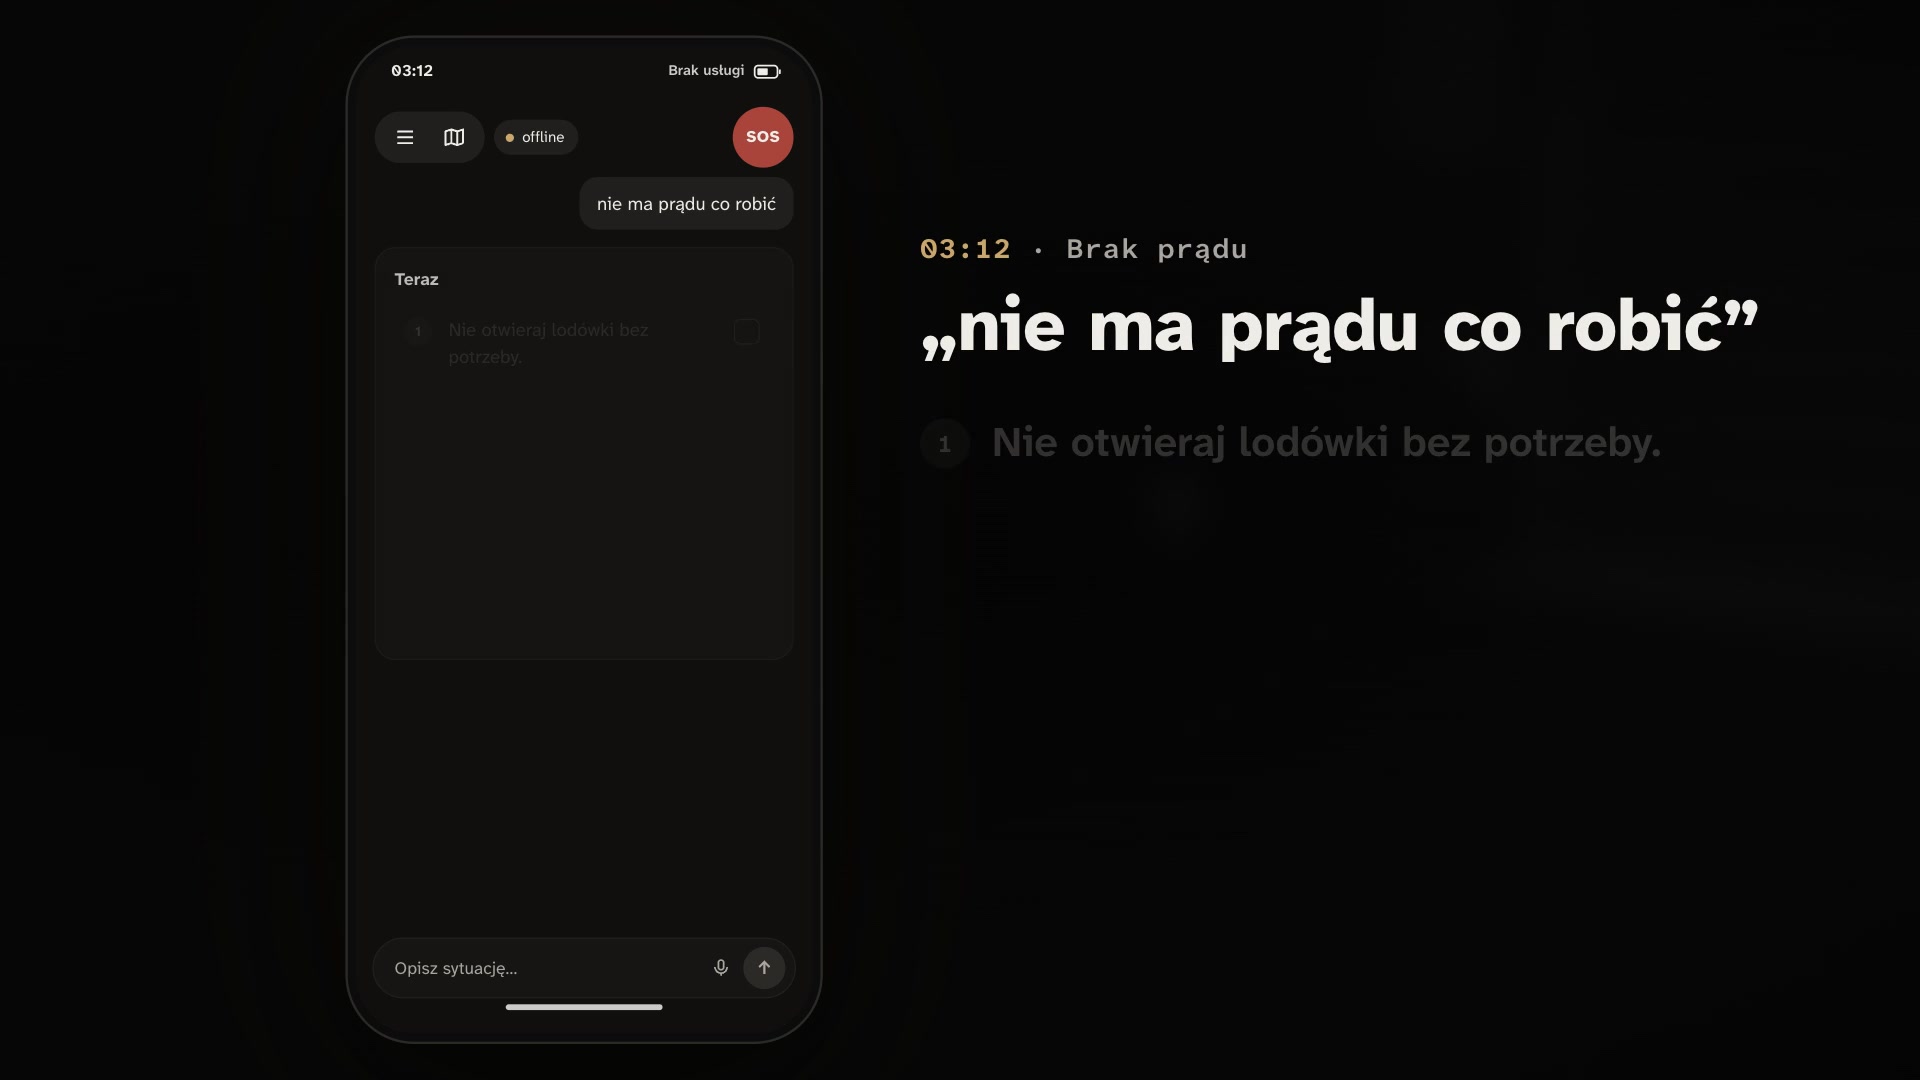 03:12
Brak usługi
offline
SOS
nie ma prądu co robić
Teraz
1 Nie otwieraj lodówki bez
potrzeby.
Opisz sytuację...
03:12 · Brak prądu
„nie ma prądu co robić”
1 Nie otwieraj lodówki bez potrzeby.